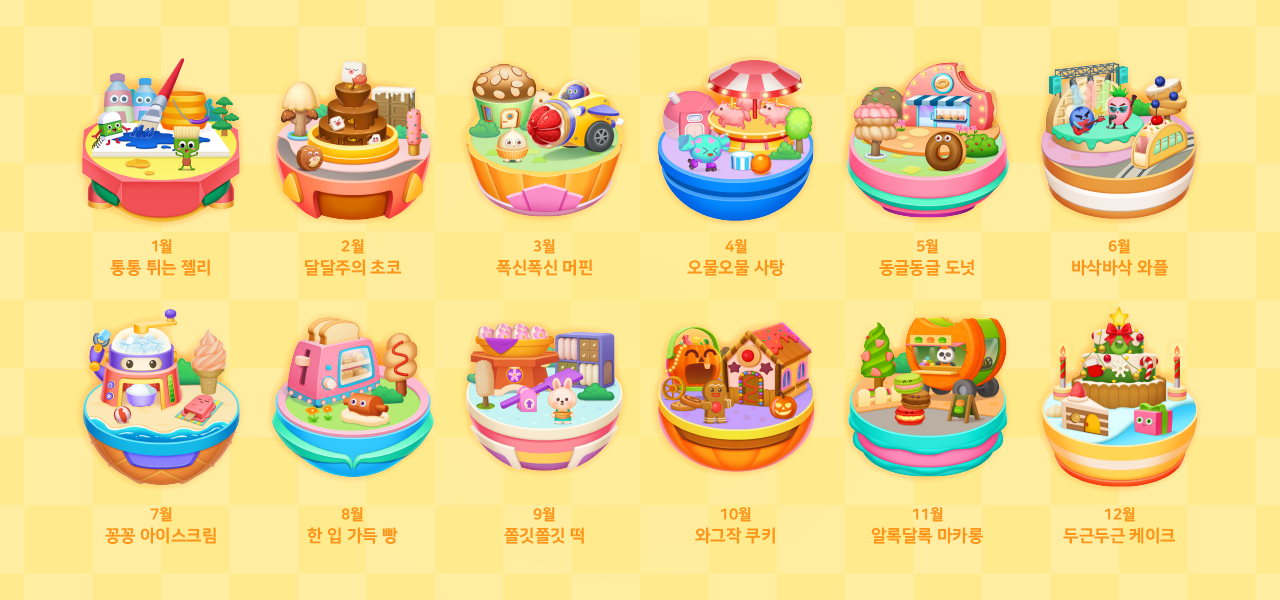 1월
통통 튀는 젤리
2월
달달주의 초코
3월
폭신폭신 머핀
4월
오물오물 사탕
5월
동글동글 도넛
6월
바삭바삭 와플
7월
꽁꽁 아이스크림
8월
한 입 가득 빵
9월
쫄깃쫄깃 떡
10월
와그작 쿠키
11월
알록달록 마카롱
12월
두근두근 케이크